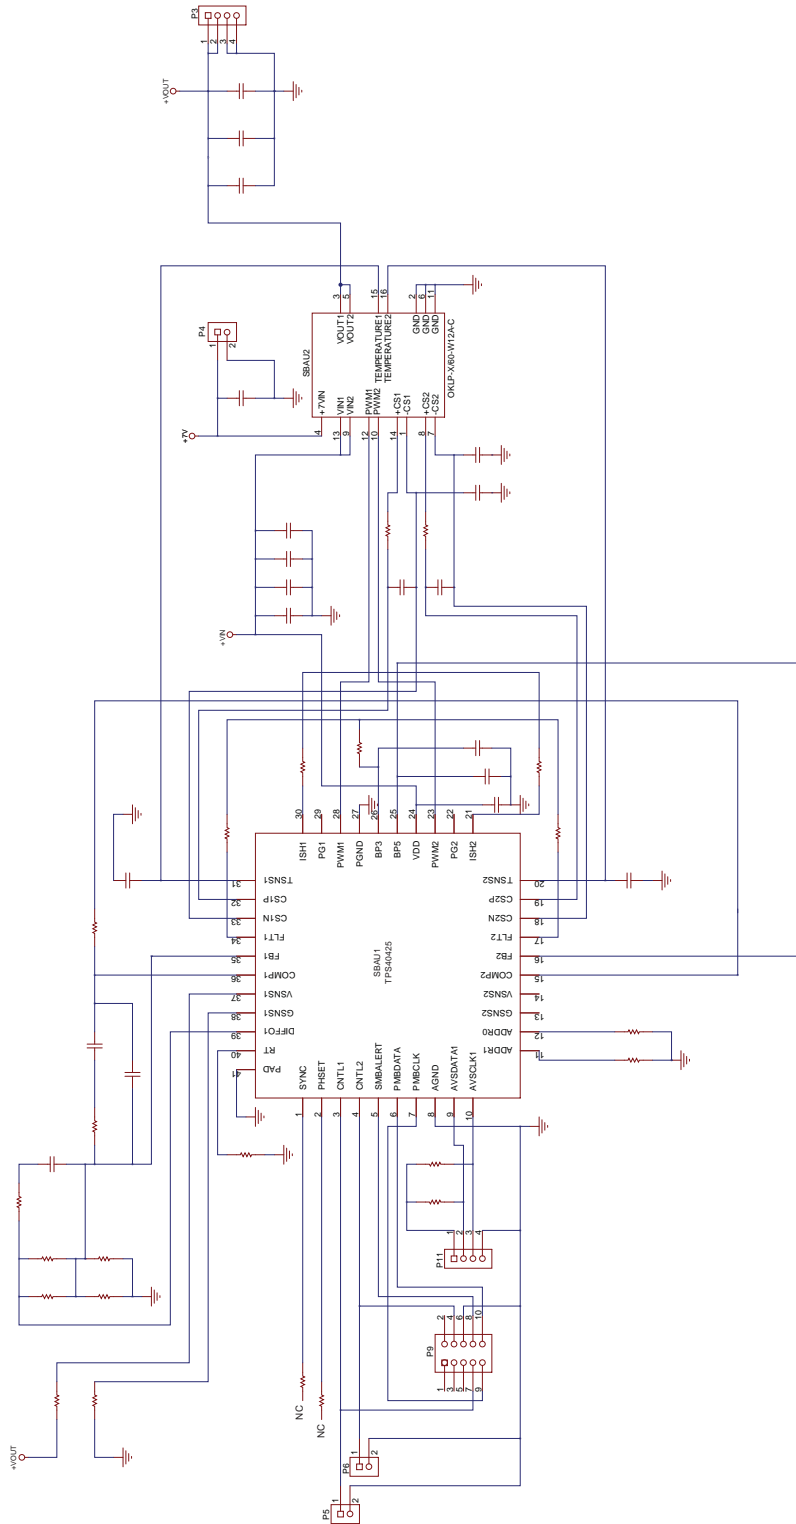 P3
1
2
3
4
+VOUT
P4
1
2
+7V
SBAU2
3
5
15
16
2
6
11
VOUT1
VOUT2
TEMPERATURE1
TEMPERATURE2
GND
GND
GND
+7VIN
VIN1
VIN2
PWM1
PWM2
+CS1
-CS1
+CS2
-CS2
4
13
9
12
10
14
1
8
7
OKLP-X/60-W12A-C
+VIN
30
29
28
27
26
25
24
23
22
21
ISH1
PG1
PWM1
PGND
BP3
BP5
VDD
PWM2
PG2
ISH2
31
32
33
34
35
36
37
38
39
40
41
TSNS1
CS1P
CS1N
FLT1
FB1
COMP1
VSNS1
GSNS1
DIFFO1
RT
PAD
SBAU1
TPS40425
TSNS2
CS2P
CS2N
FLT2
FB2
COMP2
VSNS2
GSNS2
ADDR0
ADDR1
20
19
18
17
16
15
14
13
12
11
SYNC
PHSET
CNTL1
CNTL2
SMBALERT
PMBDATA
PMBCLK
AGND
AVSDATA1
AVSCLK1
1
2
3
4
5
6
7
8
9
10
P11
1
2
3
4
P9
2
4
6
8
10
1
3
5
7
9
NC
NC
P6
1
2
P5
1
2
+VOUT